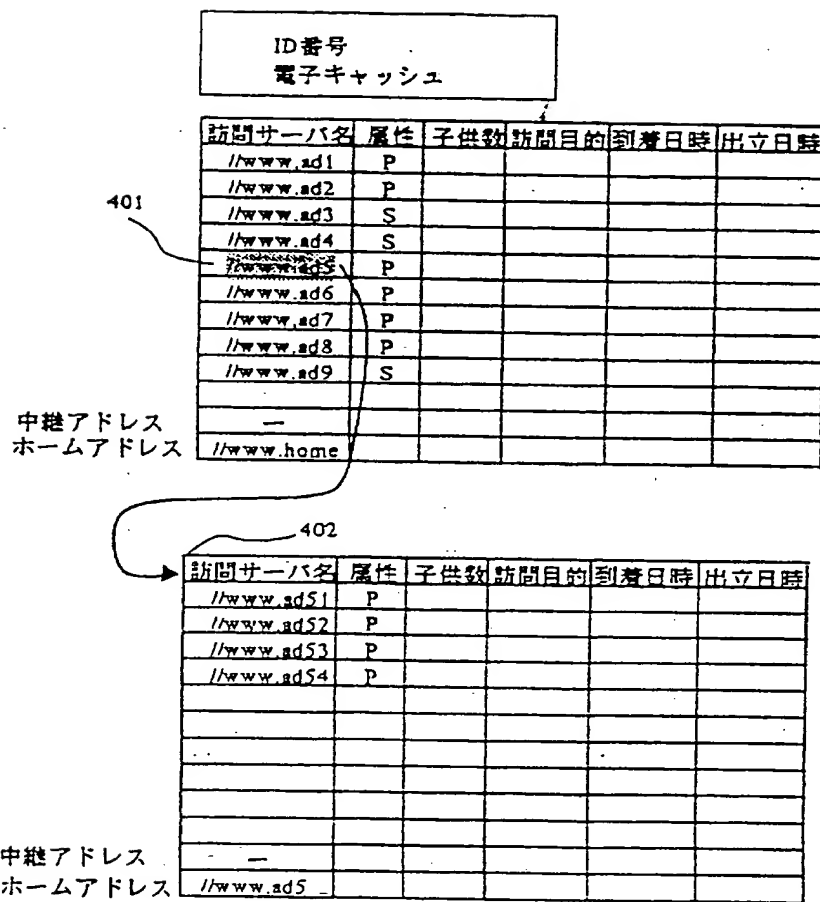 ID番号
電子キャッシュ
訪問サーバ名 属性 子供数 訪問目的 到着日時 出立日時
//www.ad1 P
//www.ad2 P
401
//www.ad3 S
//www.ad4 S
//www.ad5 P
//www.ad6 P
//www.ad7 P
//www.ad8 P
//www.ad9 S
中継アドレス —
ホームアドレス //www.home
402
訪問サーバ名 属性 子供数 訪問目的 到着日時 出立日時
//www.ad51 P
//www.ad52 P
//www.ad53 P
//www.ad54 P
中継アドレス —
ホームアドレス //www.ad5